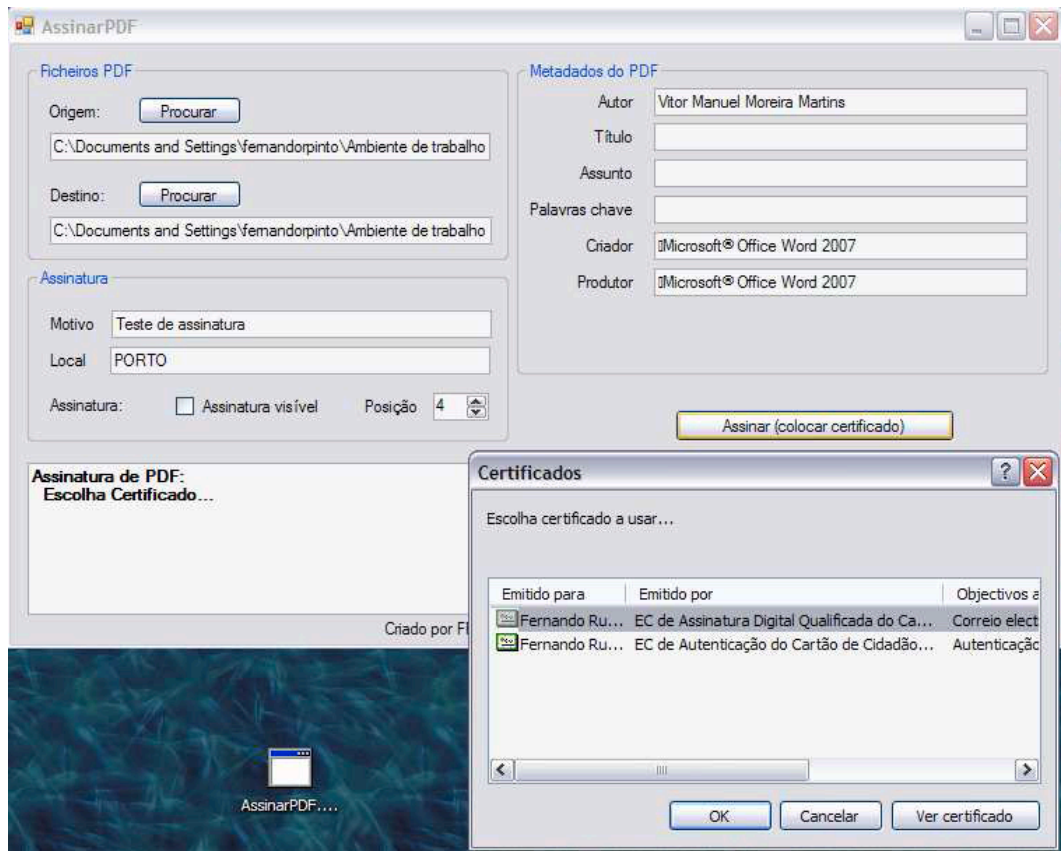 AssinarPDF
Ficheiros PDF
Origem: Procurar
C:\Documents and Settings\fernandorpinto\Ambiente de trabalho
Destino: Procurar
C:\Documents and Settings\fernandorpinto\Ambiente de trabalho
Assinatura
Motivo Teste de assinatura
Local PORTO
Assinatura: Assinatura visível Posição 4
Metadados do PDF
Autor Vitor Manuel Moreira Martins
Título
Assunto
Palavras chave
Criador Microsoft® Office Word 2007
Produtor Microsoft® Office Word 2007
Assinar (colocar certificado)
Assinatura de PDF:
Escolha Certificado...
Criado por
Certificados
Escolha certificado a usar...
Emitido para Emitido por Objectivos a
Fernando Ru... EC de Assinatura Digital Qualificada do Ca... Correio elect
Fernando Ru... EC de Autenticação do Cartão de Cidadão... Autenticação
OK Cancelar Ver certificado
AssinarPDF....